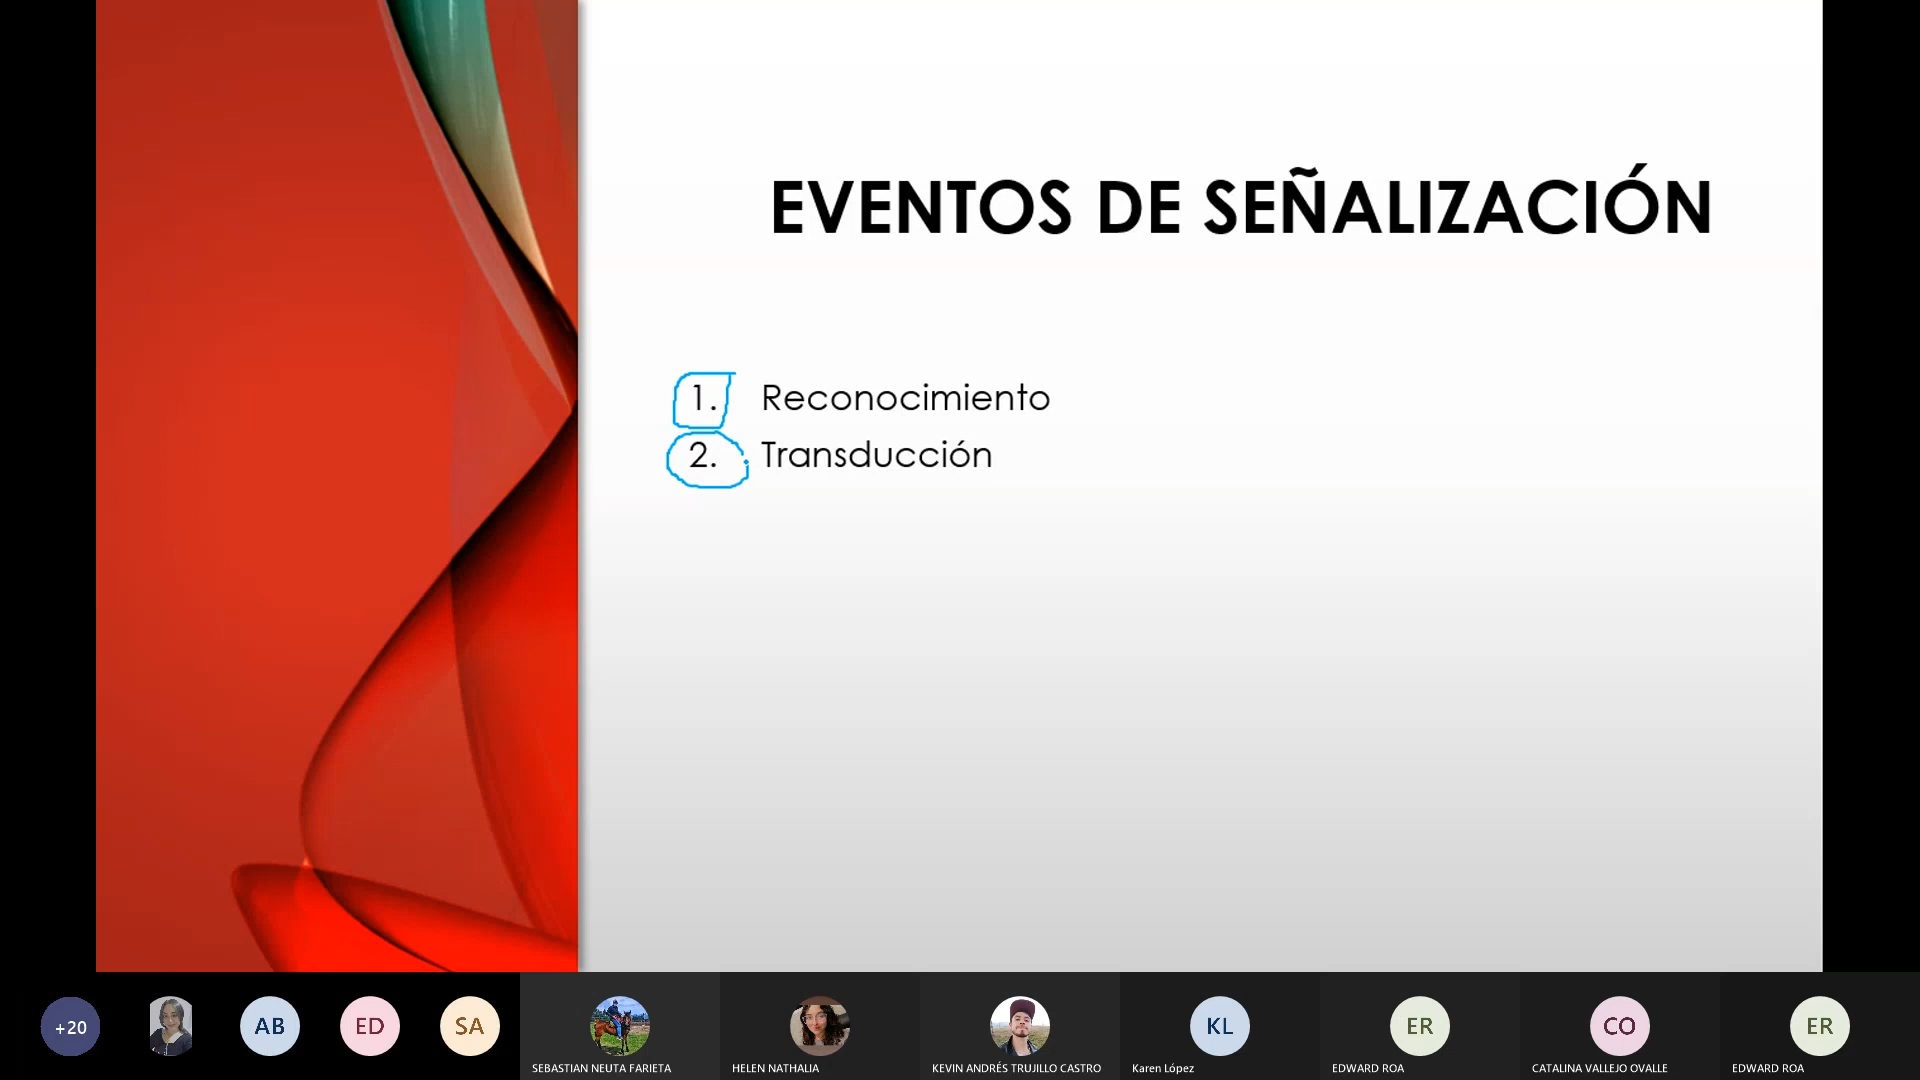 EVENTOS DE SEÑALIZACIÓN
1. Reconocimiento
2. Transducción
+20
AB
ED
SA
KL
ER
CO
ER
SEBASTIAN NEUTA FARIETA
HELEN NATHALIA
KEVIN ANDRÉS TRUJILLO CASTRO
Karen López
EDWARD ROA
CATALINA VALLEJO OVALLE
EDWARD ROA